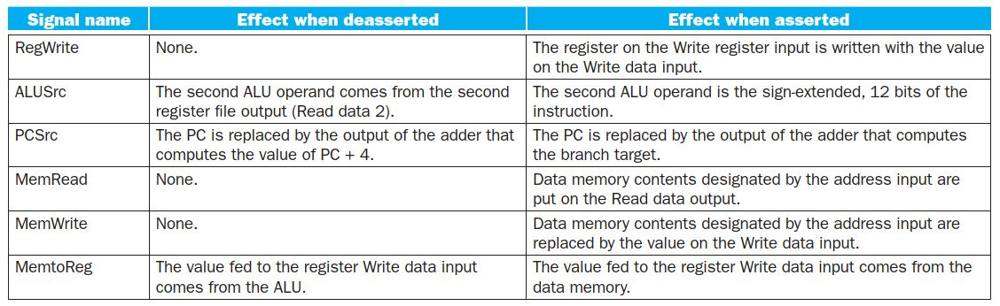 Signal name Effect when deasserted Effect when asserted
RegWrite None. The register on the Write register input is written with the value
on the Write data input.
ALUSrc The second ALU operand comes from the second
register file output (Read data 2).
The second ALU operand is the sign-extended, 12 bits of the
instruction.
PCSrc The PC is replaced by the output of the adder that
computes the value of PC + 4.
The PC is replaced by the output of the adder that computes
the branch target.
MemRead None. Data memory contents designated by the address input are
put on the Read data output.
MemWrite None. Data memory contents designated by the address input are
replaced by the value on the Write data input.
MemtoReg The value fed to the register Write data input
comes from the ALU.
The value fed to the register Write data input comes from the
data memory.